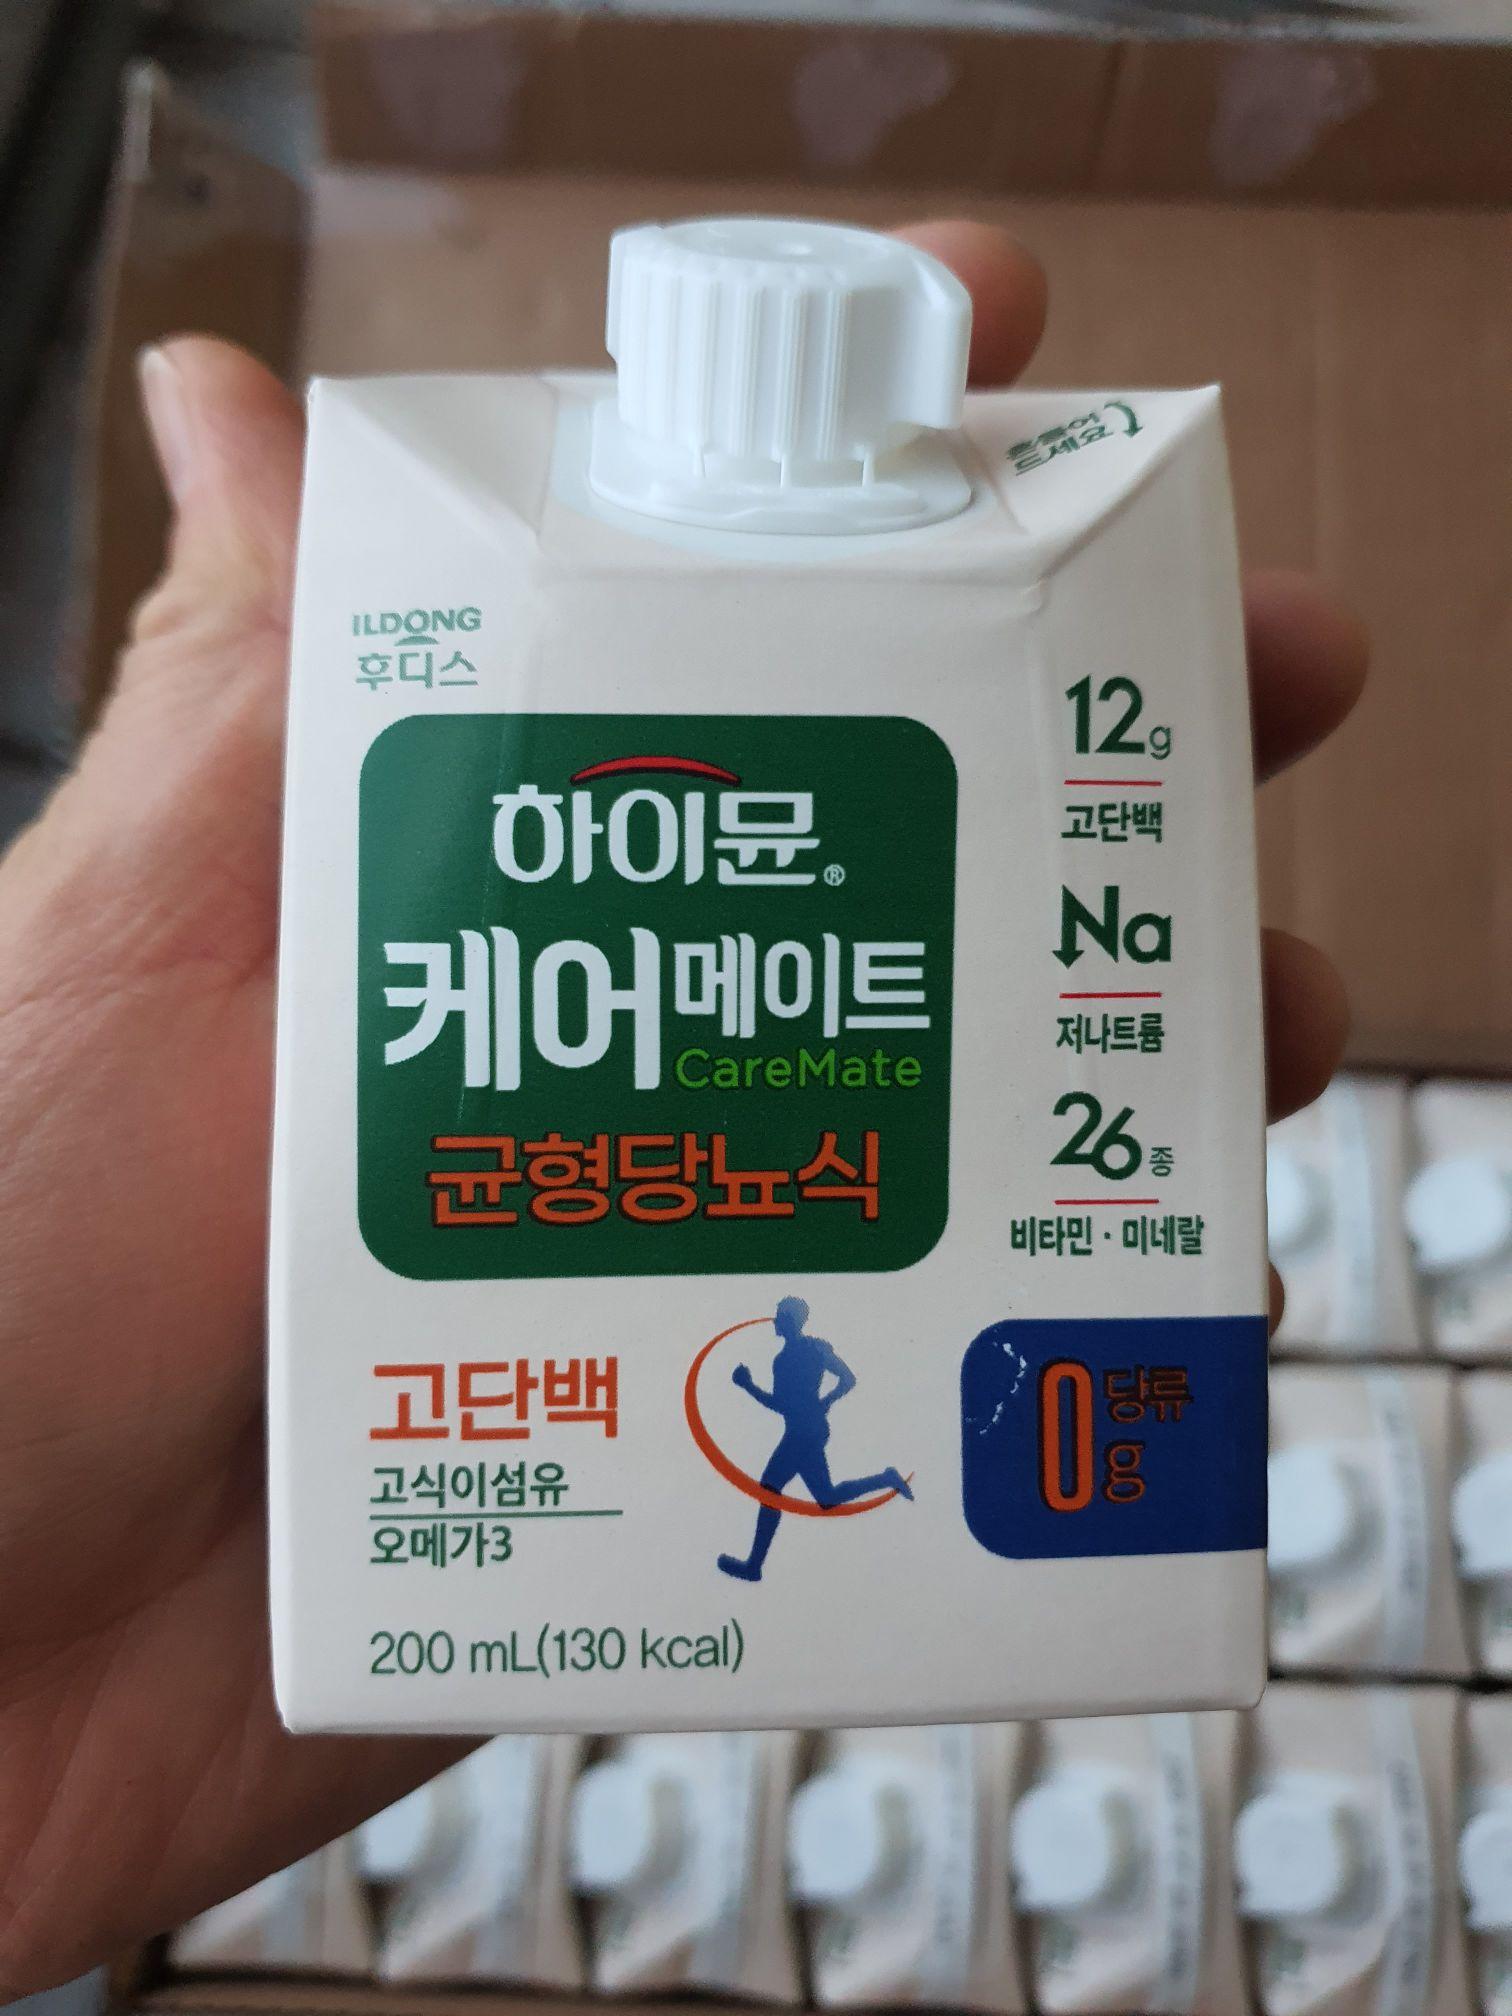 흔들어
드세요
ILDONG
후디스
하이뮨®
케어메이트
CareMate
균형당뇨식
12g
고단백
Na
저나트륨
26종
비타민·미네랄
고단백
고식이섬유
오메가3
0g 당류
200 mL(130 kcal)